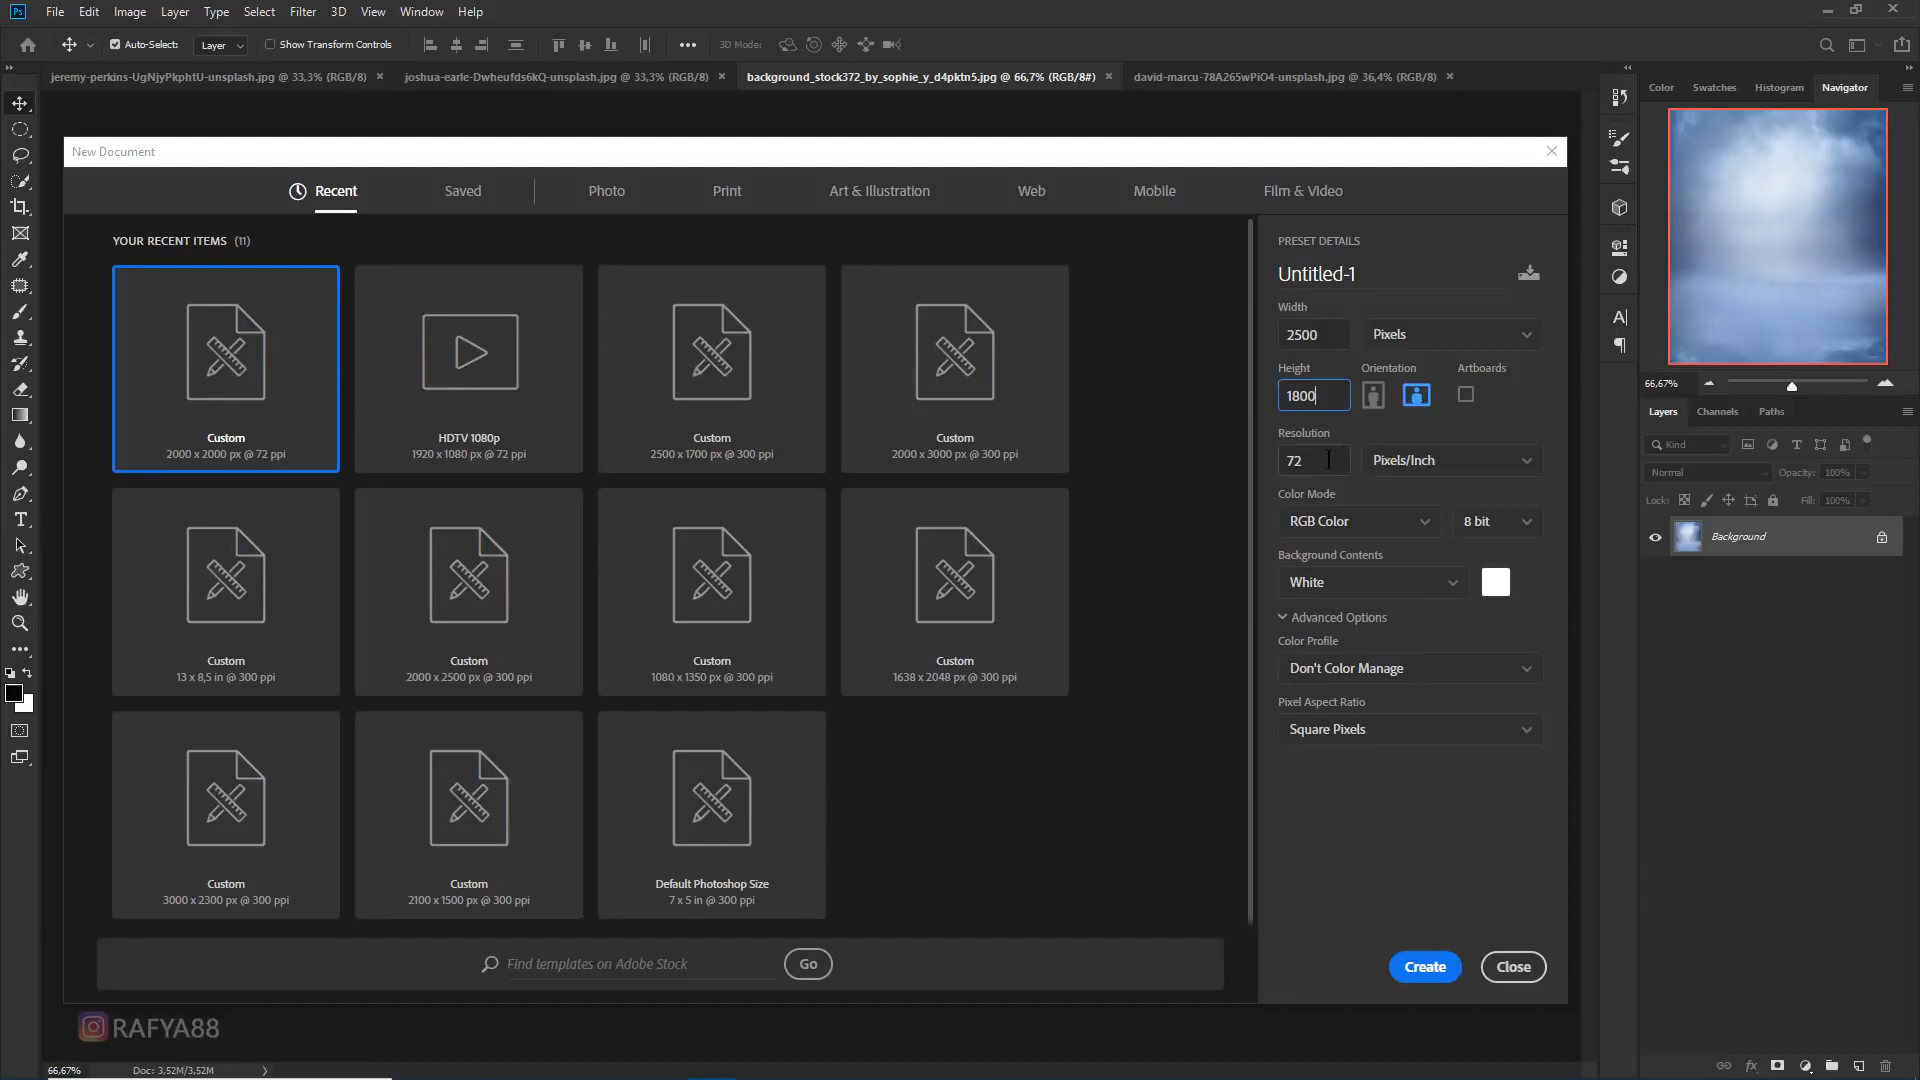 Ps File Edit Image Layer Type Select Filter 3D View Window Help
Auto-Select: Layer Show Transform Controls 3D Mode:
jeremy-perkins-UgNjyPkphtU-unsplash.jpg @ 33,3% (RGB/8) × joshua-earle-Dwheufds6kQ-unsplash.jpg @ 33,3% (RGB/8) × background_stock372_by_sophie_y_d4pktn5.jpg @ 66,7% (RGB/8#) × david-marcu-78A265wPiO4-unsplash.jpg @ 36,4% (RGB/8) ×
Color Swatches Histogram Navigator
New Document
Recent Saved Photo Print Art & Illustration Web Mobile Film & Video
YOUR RECENT ITEMS (11)
Custom
2000 x 2000 px @ 72 ppi
HDTV 1080p
1920 x 1080 px @ 72 ppi
Custom
2500 x 1700 px @ 300 ppi
Custom
2000 x 3000 px @ 300 ppi
Custom
13 x 8,5 in @ 300 ppi
Custom
2000 x 2500 px @ 300 ppi
Custom
1080 x 1350 px @ 300 ppi
Custom
1638 x 2048 px @ 300 ppi
Custom
3000 x 2300 px @ 300 ppi
Custom
2100 x 1500 px @ 300 ppi
Default Photoshop Size
7 x 5 in @ 300 ppi
Find templates on Adobe Stock Go
PRESET DETAILS
Untitled-1
Width
2500 Pixels
Height Orientation Artboards
1800
Resolution
72 Pixels/Inch
Color Mode
RGB Color 8 bit
Background Contents
White
Advanced Options
Color Profile
Don't Color Manage
Pixel Aspect Ratio
Square Pixels
Create Close
66,67%
Layers Channels Paths
Kind
Normal Opacity: 100%
Lock: Fill: 100%
Background
RAFYA88
66,67% Doc: 3,52M/3,52M